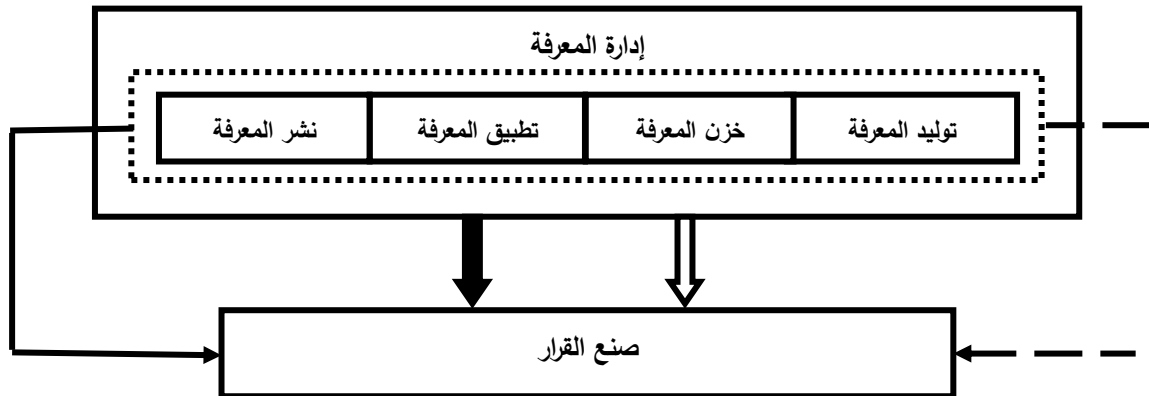 إدارة المعرفة
توليد المعرفة
خزن المعرفة
تطبيق المعرفة
نشر المعرفة
صنع القرار